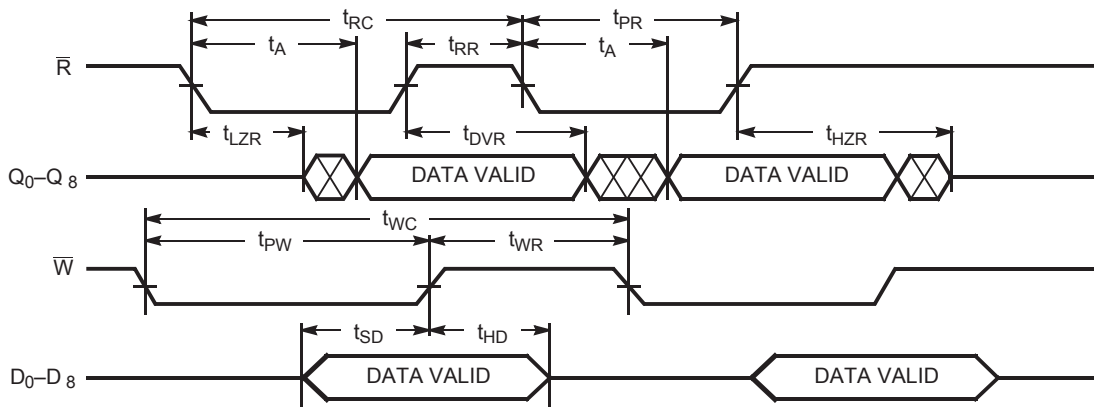 tRC tPR
tA tRR tA
R̅
tLZR tDVR tHZR
Q0–Q8 DATA VALID DATA VALID
tWC
tPW tWR
W̅
tSD tHD
D0–D8 DATA VALID DATA VALID